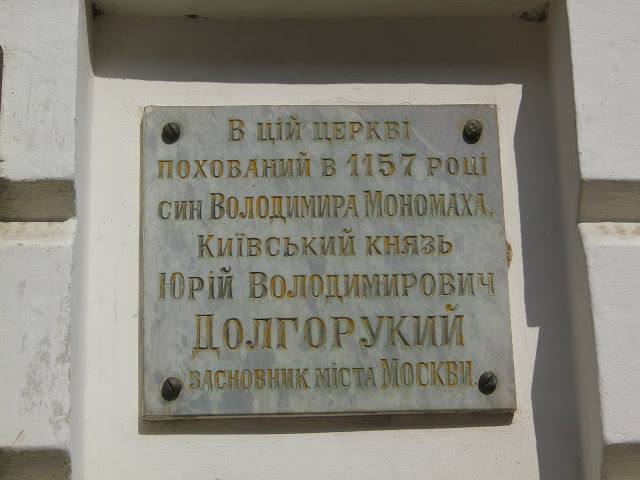 В цій церкві
похований в 1157 році
син Володимира Мономаха,
київський князь
Юрій Володимирович
Долгорукий
засновник міста Москви.